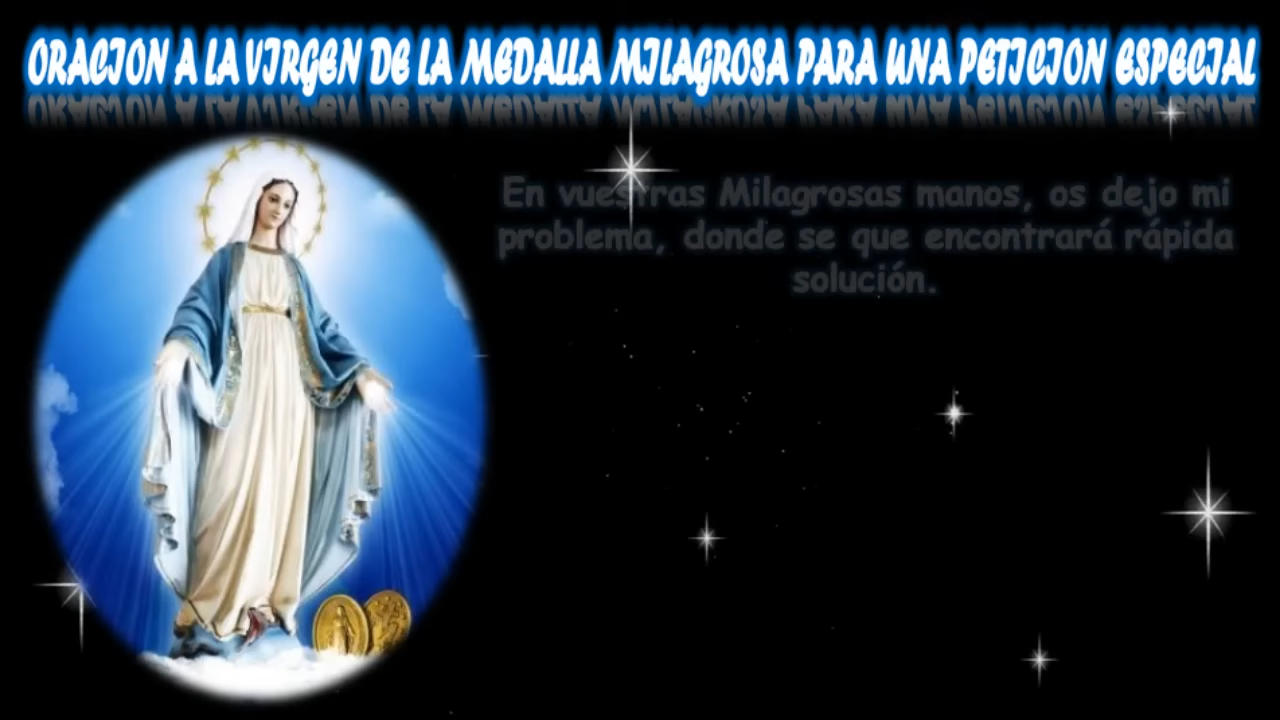 ORACION A LA VIRGEN DE LA MEDALLA MILAGROSA PARA UNA PETICION ESPECIAL
En vuestras Milagrosas manos, os dejo mi
problema, donde se que encontrará rápida
solución.